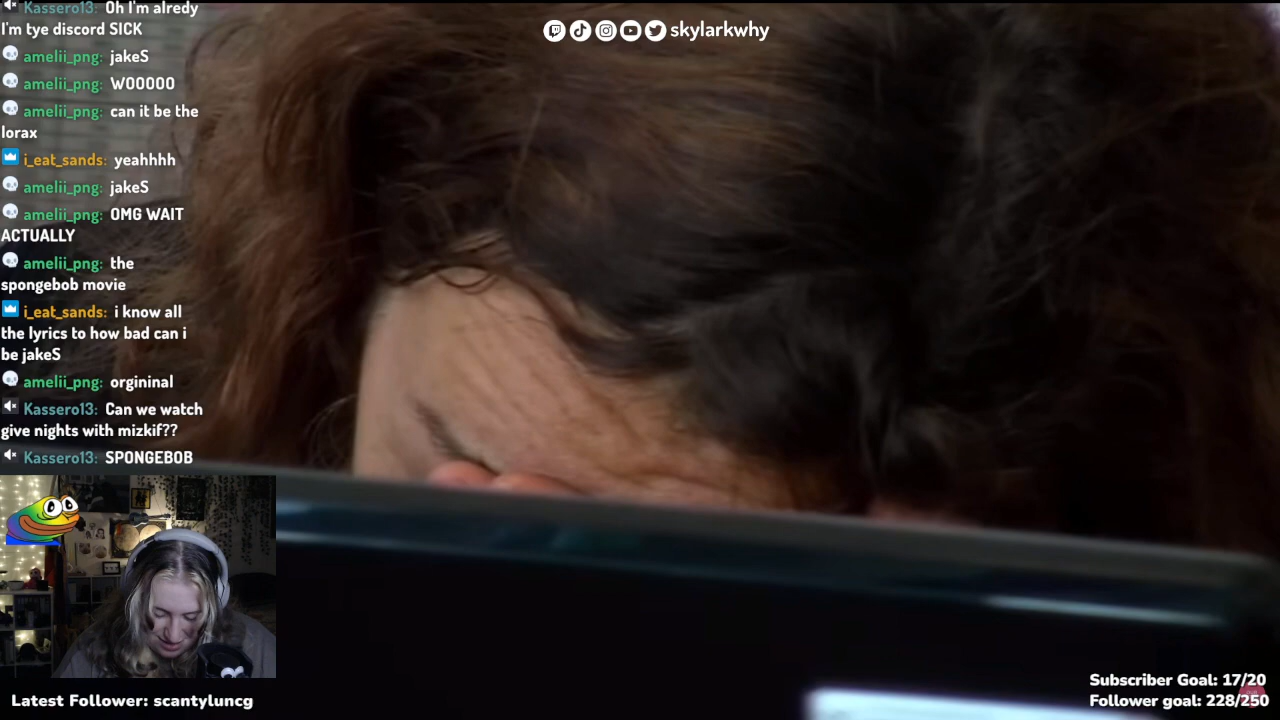 Kassero13: Oh I'm alredy
I'm tye discord SICK
amelii_png: jakeS
amelii_png: WOOOOO
amelii_png: can it be the
lorax
i_eat_sands: yeahhhh
amelii_png: jakeS
amelii_png: OMG WAIT
ACTUALLY
amelii_png: the
spongebob movie
i_eat_sands: i know all
the lyrics to how bad can i
be jakeS
amelii_png: orgininal
Kassero13: Can we watch
give nights with mizkif??
Kassero13: SPONGEBOB
skylarkwhy
Latest Follower: scantyluncg
Subscriber Goal: 17/20
Follower goal: 228/250